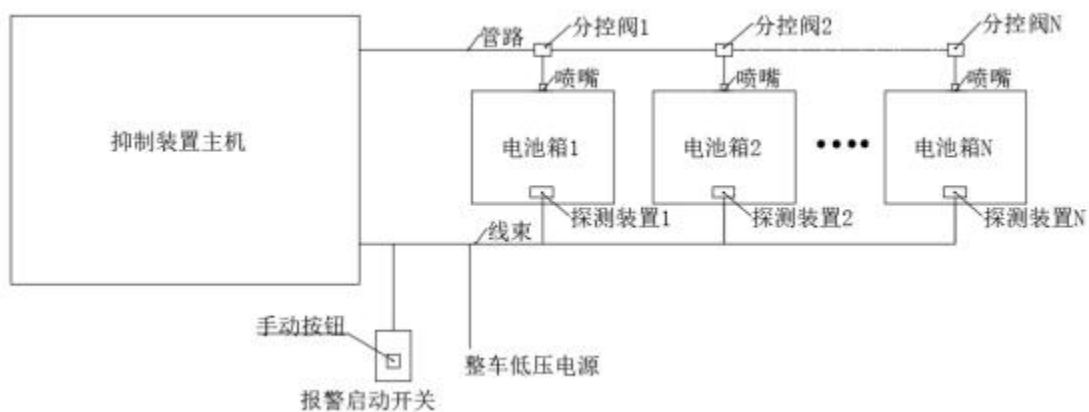 管路
分控阀1
分控阀2
分控阀N
喷嘴
喷嘴
喷嘴
抑制装置主机
电池箱1
电池箱2
电池箱N
探测装置1
探测装置2
探测装置N
线束
手动按钮
整车低压电源
报警启动开关